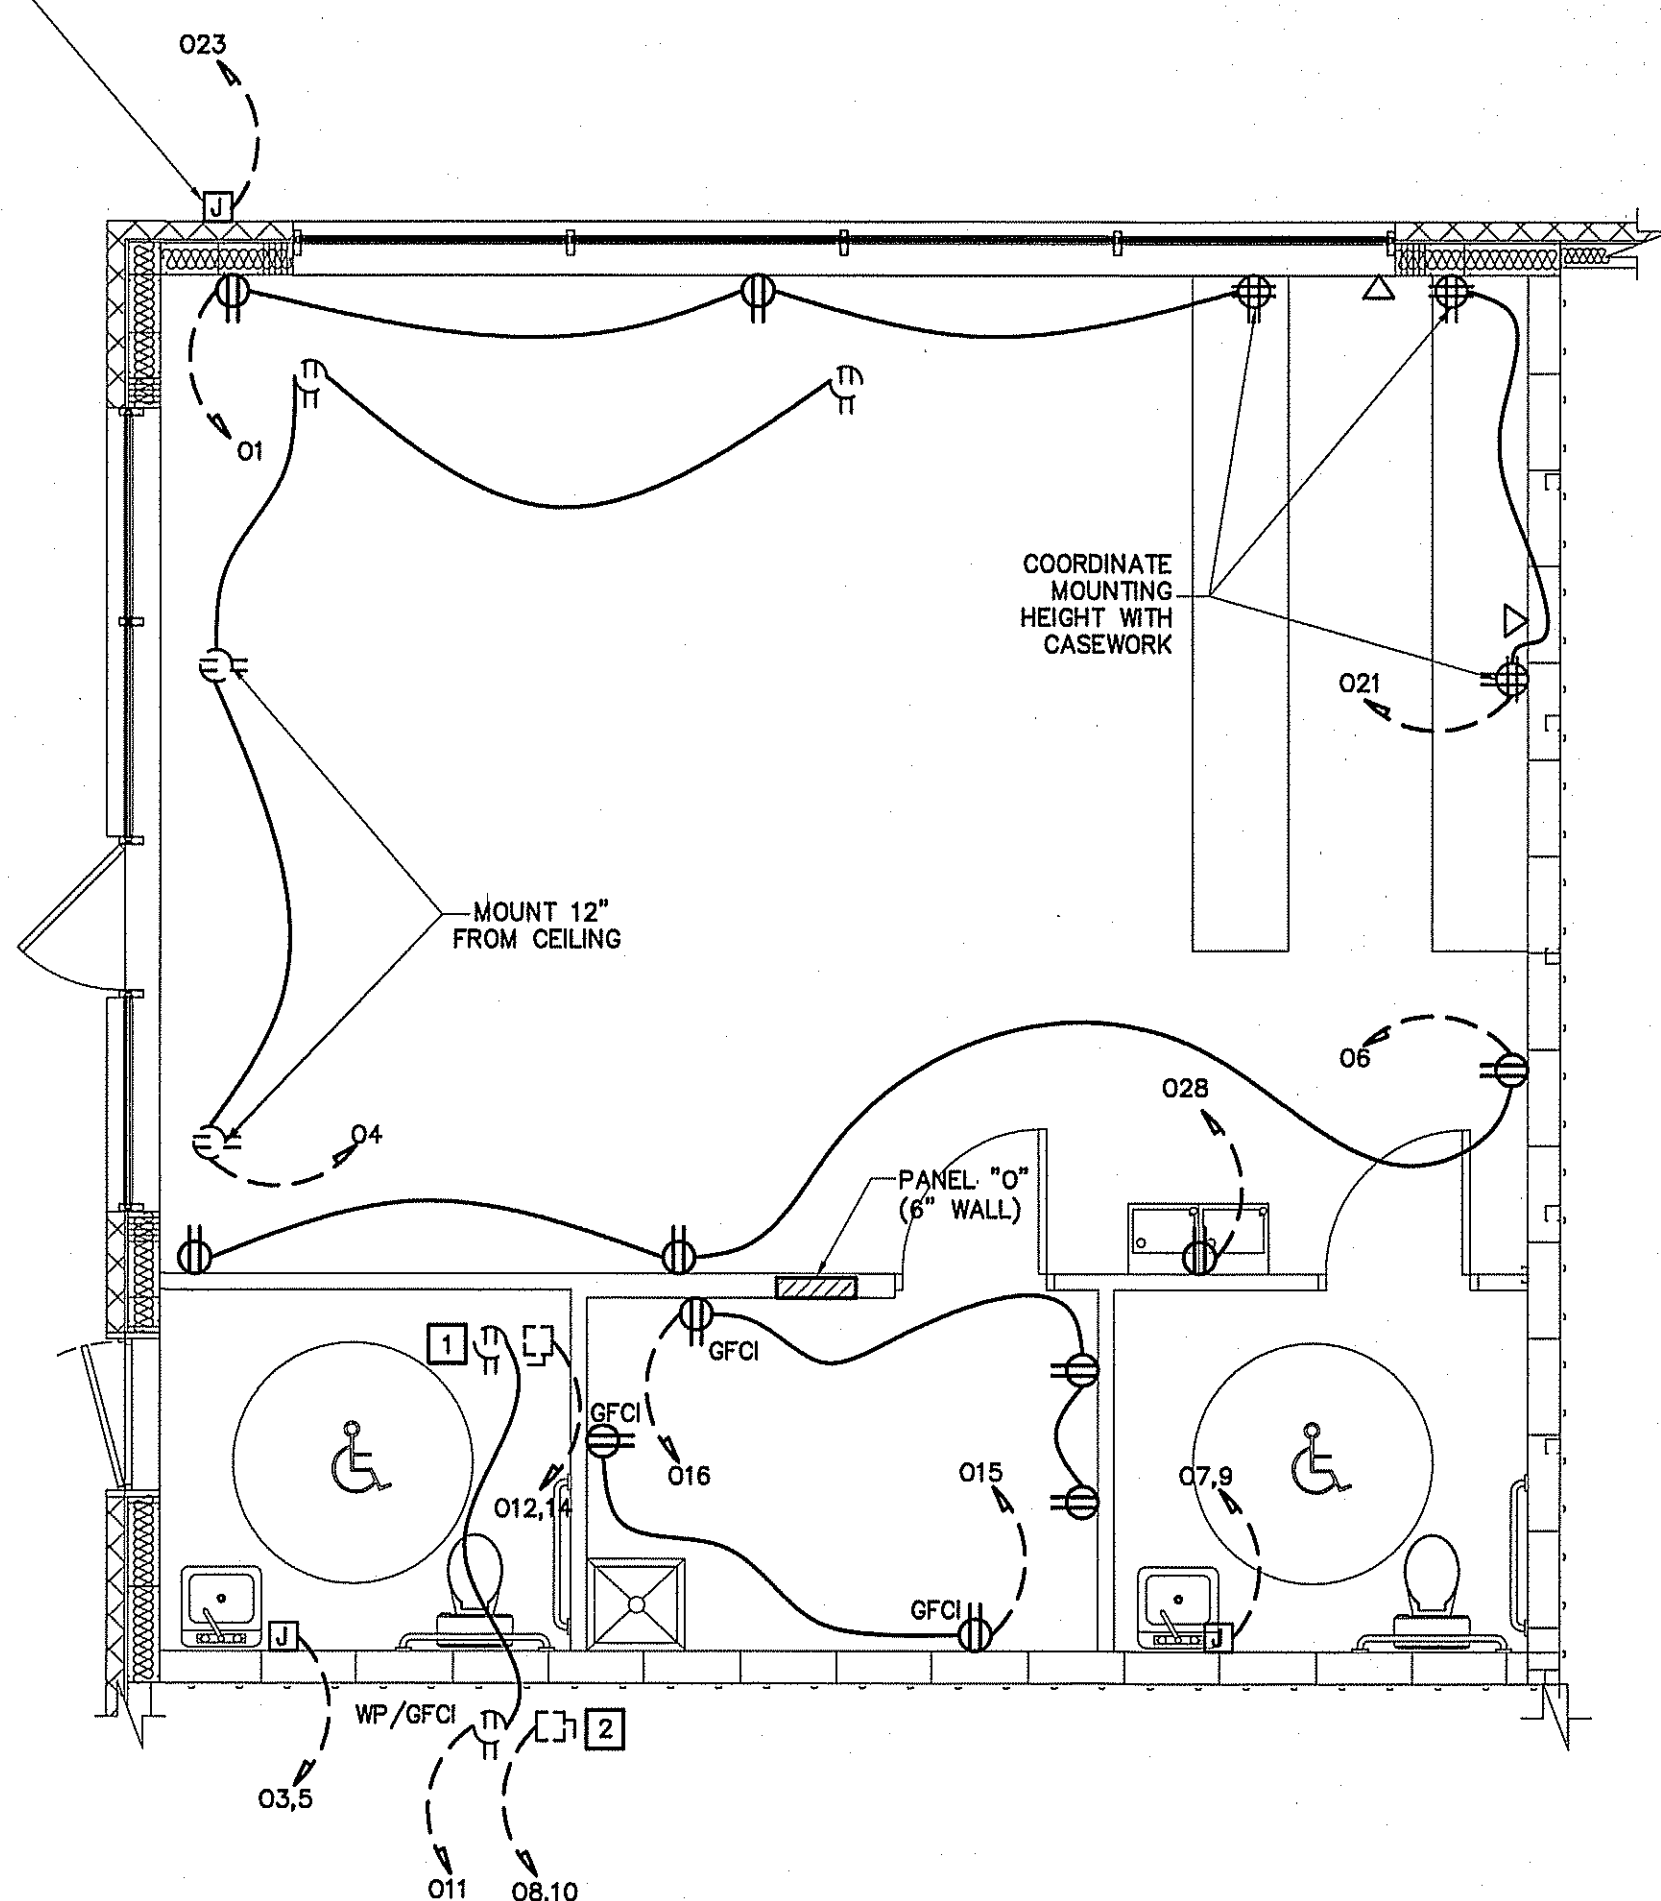 O23
J
O1
COORDINATE
MOUNTING
HEIGHT WITH
CASEWORK
O21
MOUNT 12"
FROM CEILING
O6
O28
O4
PANEL "O"
(6" WALL)
1
GFCI
GFCI
O16
O15
O7,9
O12,14
GFCI
J
J
WP/GFCI
2
O3,5
O11
O8,10